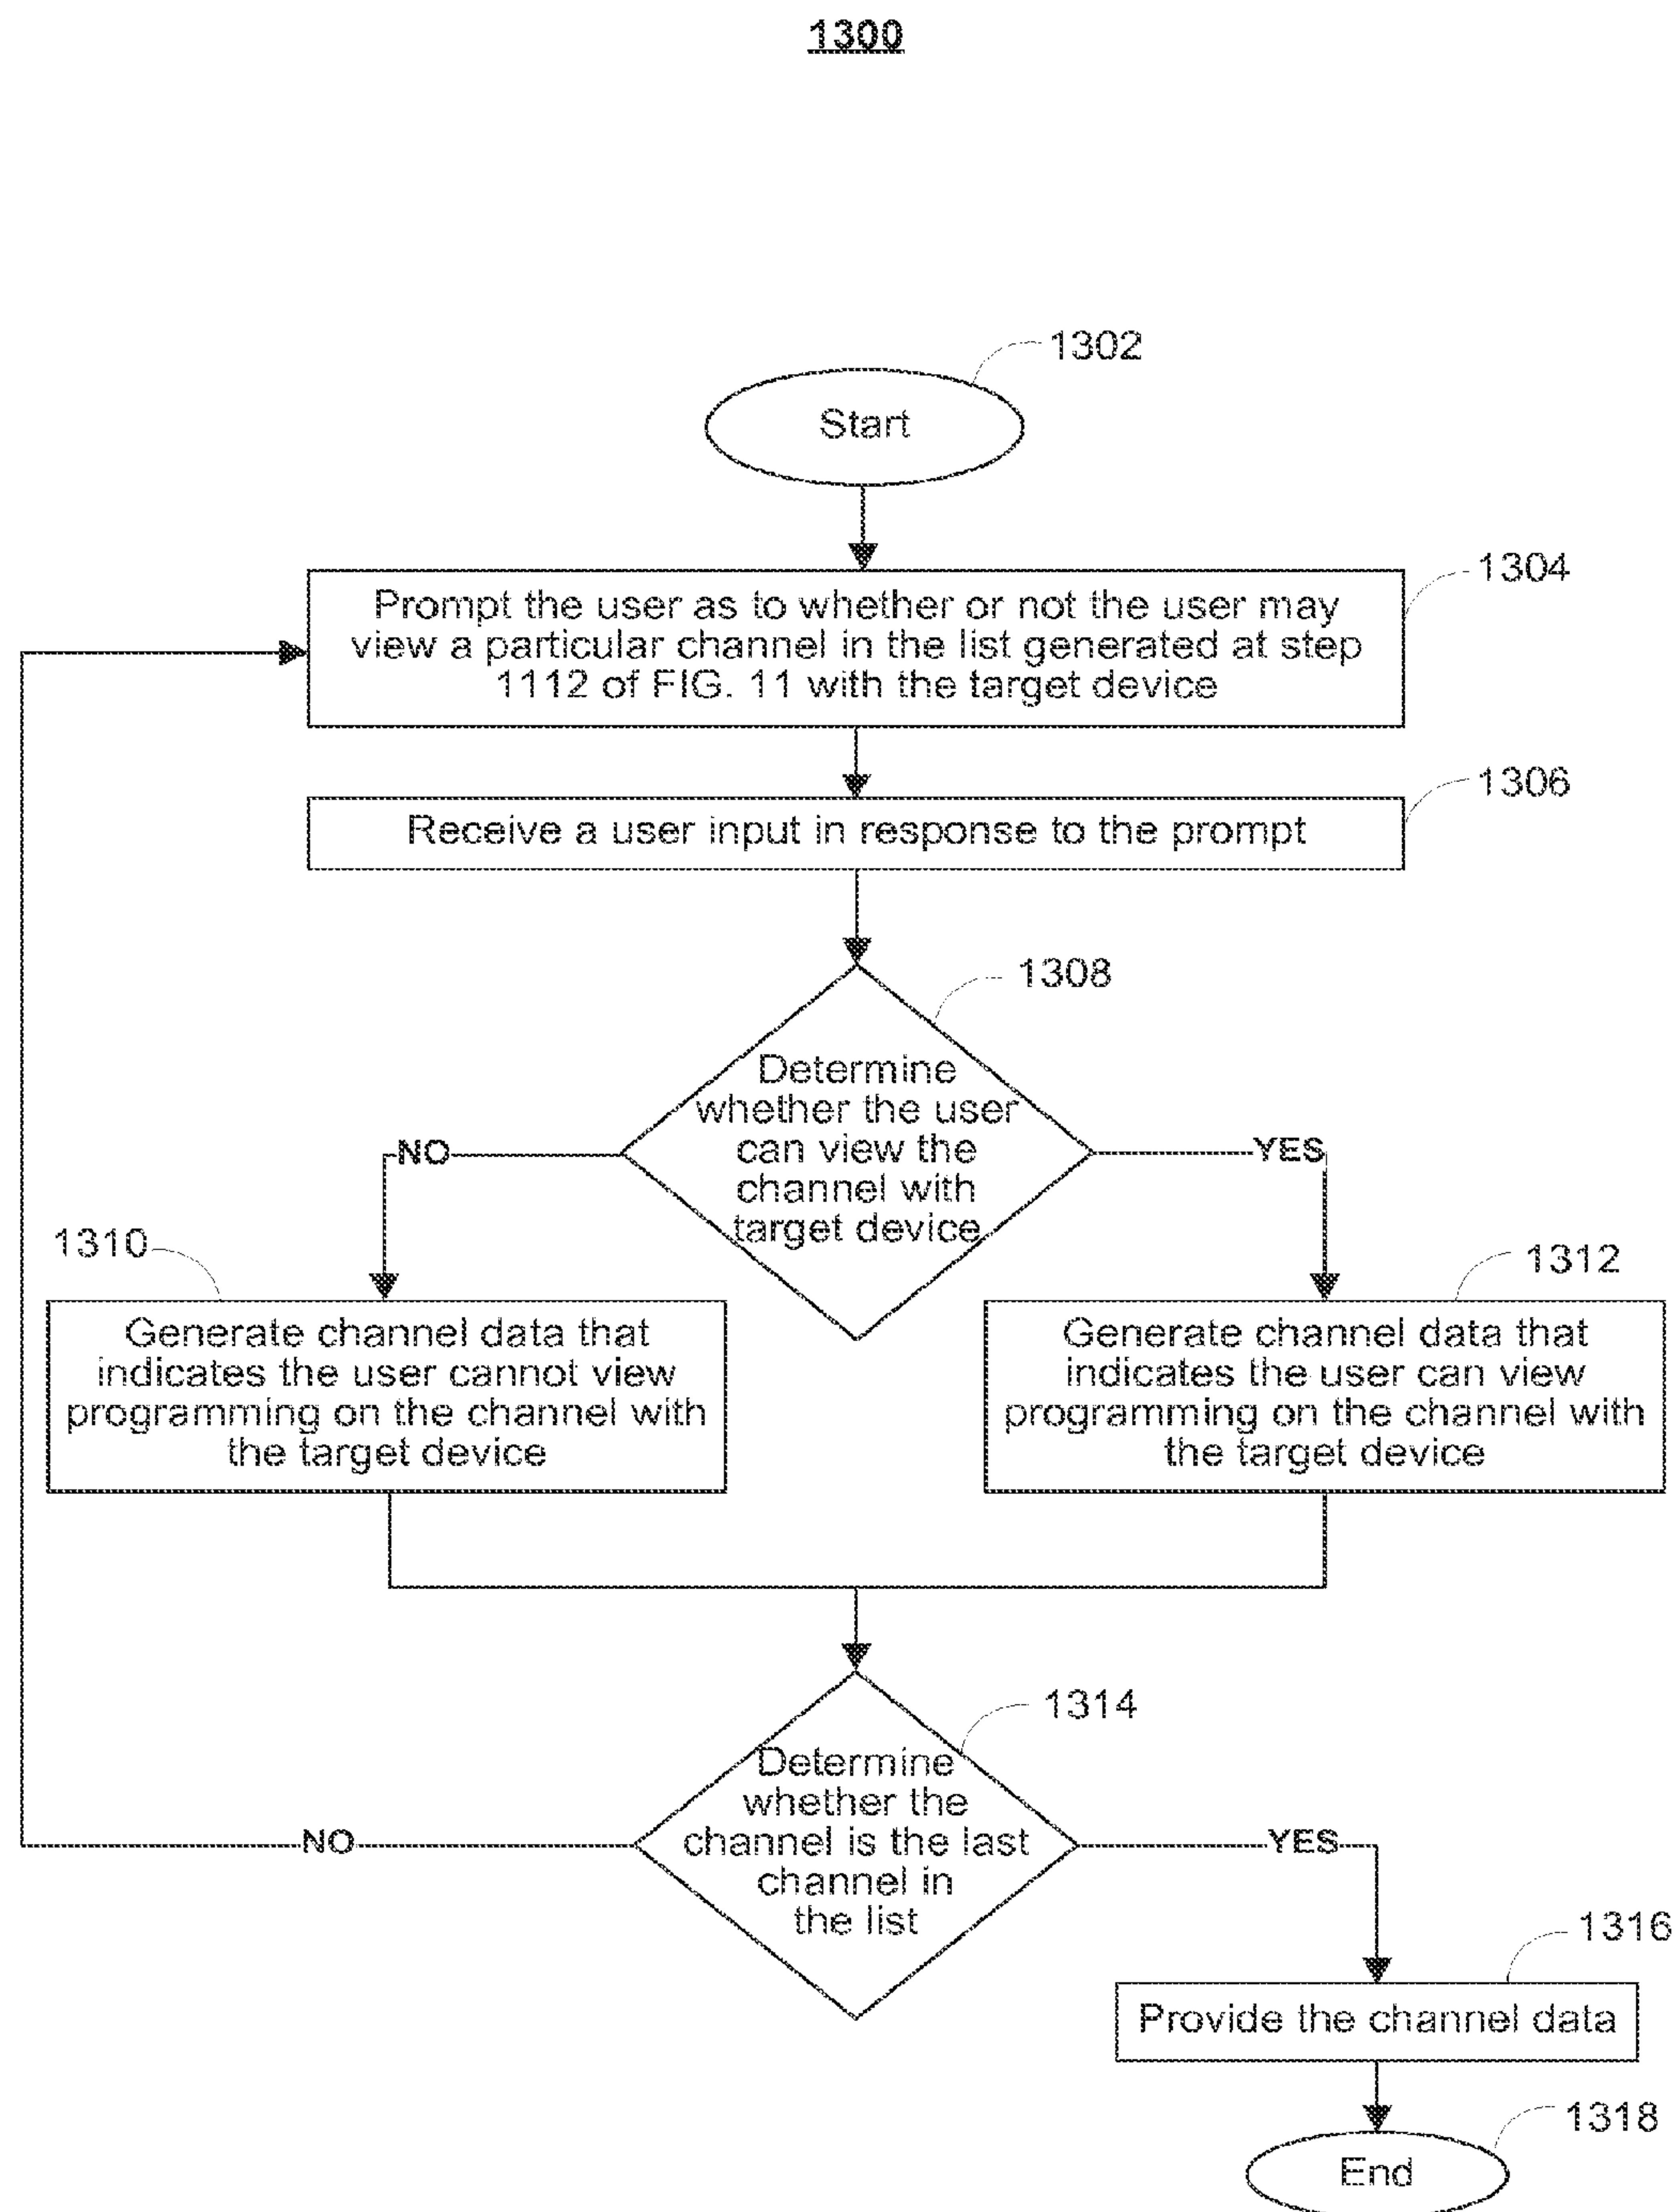 1300
1302
Start
1304
Prompt the user as to whether or not the user may
view a particular channel in the list generated at step
1112 of FIG. 11 with the target device
1306
Receive a user input in response to the prompt
1308
Determine
whether the user
can view the
channel with
target device
NO
YES
1310
1312
Generate channel data that
indicates the user cannot view
programming on the channel with
the target device
Generate channel data that
indicates the user can view
programming on the channel with
the target device
1314
Determine
whether the
channel is the last
channel in
the list
NO
YES
1316
Provide the channel data
1318
End